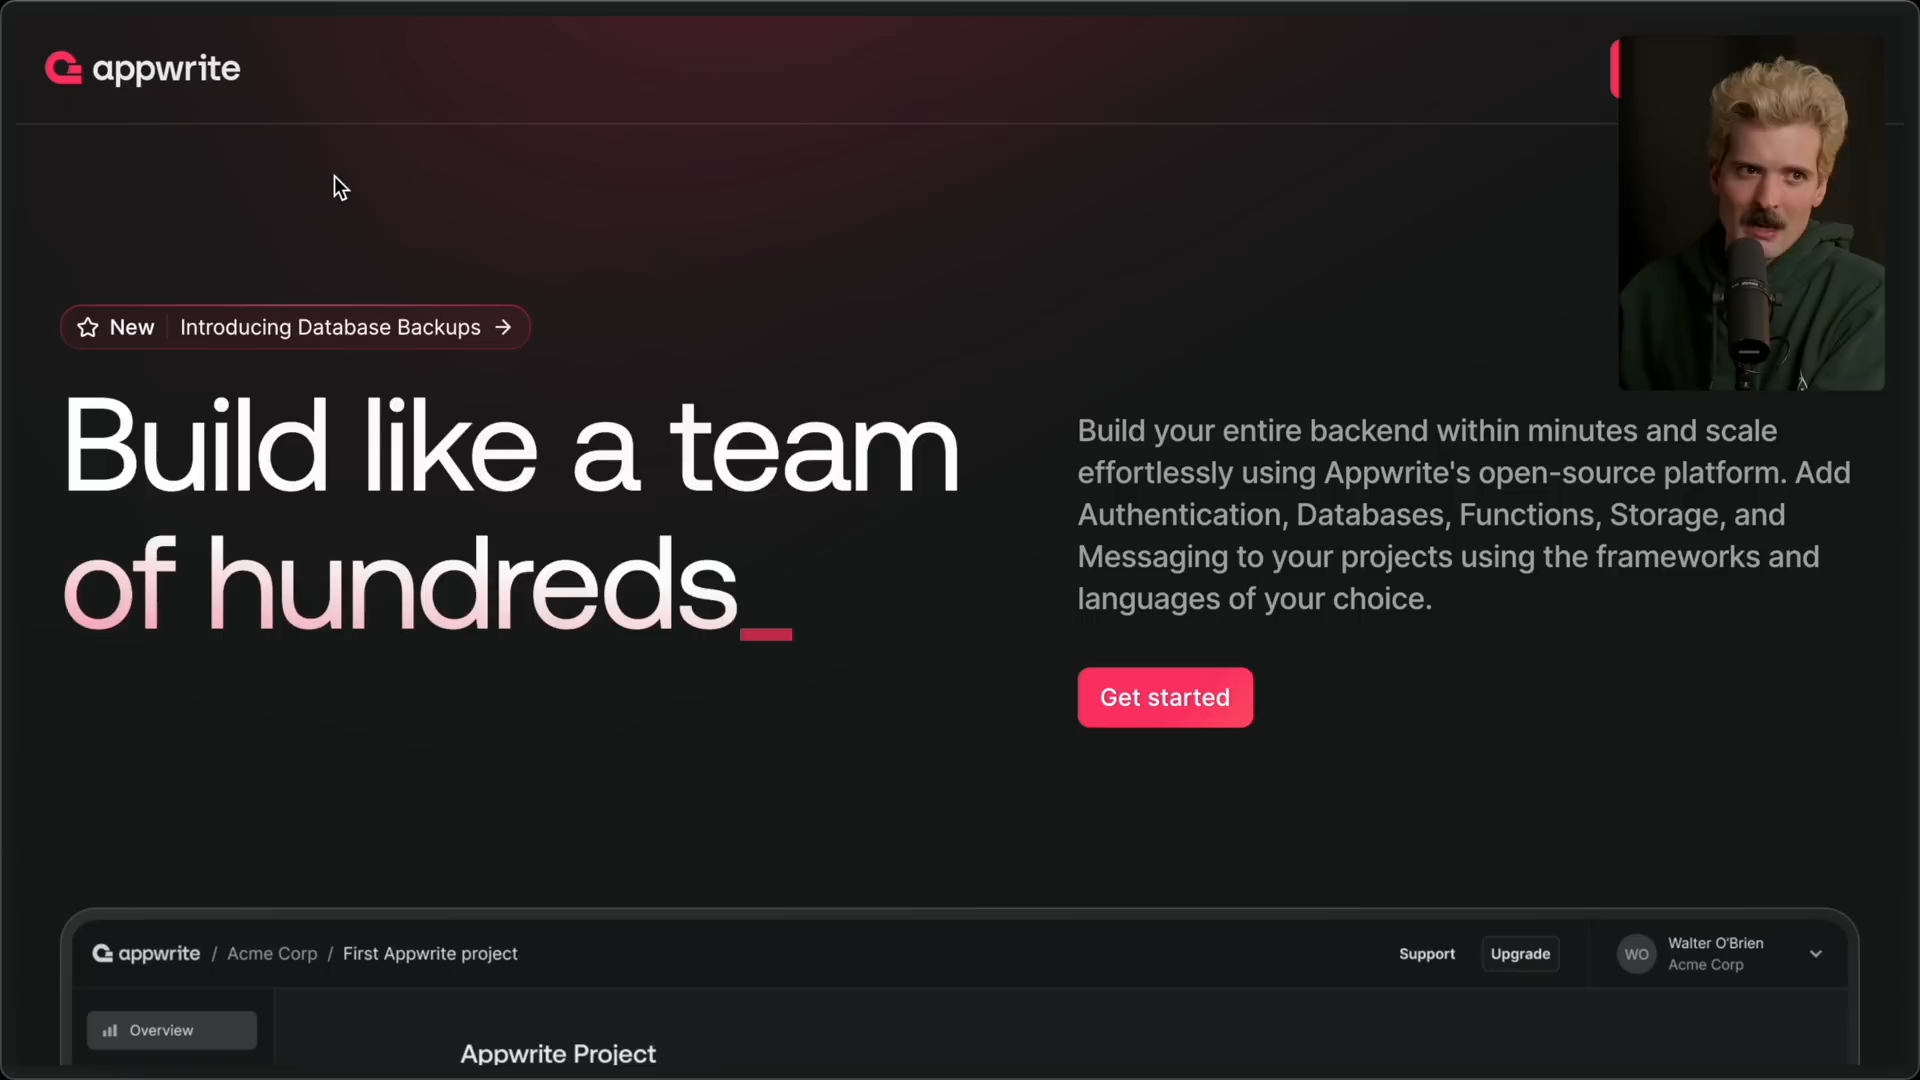 appwrite
New Introducing Database Backups →
Build like a team
of hundreds_
Build your entire backend within minutes and scale
effortlessly using Appwrite's open-source platform. Add
Authentication, Databases, Functions, Storage, and
Messaging to your projects using the frameworks and
languages of your choice.
Get started
appwrite / Acme Corp / First Appwrite project
Support
Upgrade
WO
Walter O'Brien
Acme Corp
Overview
Appwrite Project